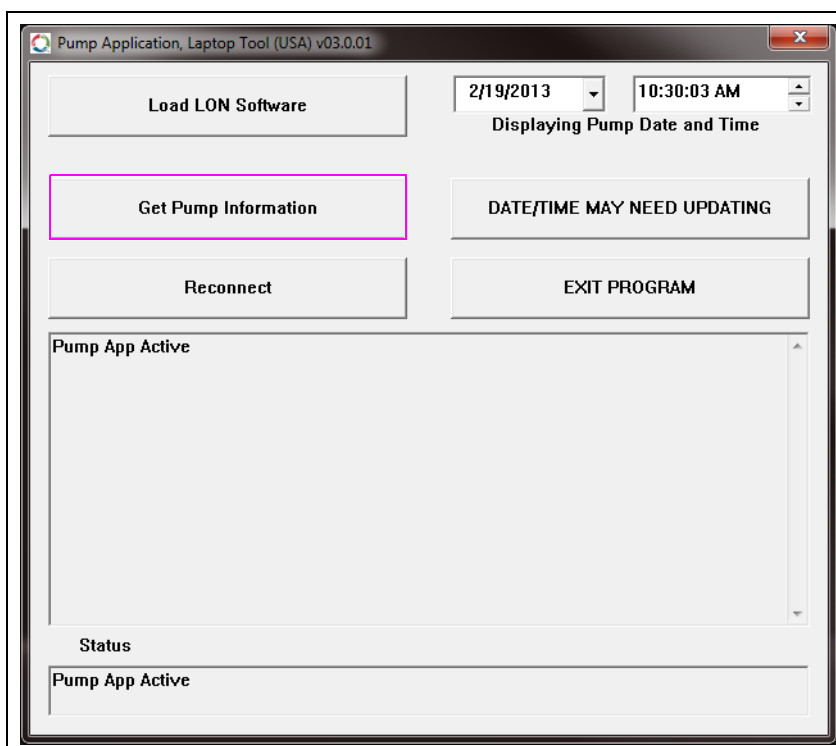 Pump Application, Laptop Tool (USA) v03.0.01
Load LON Software
2/19/2013
10:30:03 AM
Displaying Pump Date and Time
Get Pump Information
DATE/TIME MAY NEED UPDATING
Reconnect
EXIT PROGRAM
Pump App Active
Status
Pump App Active